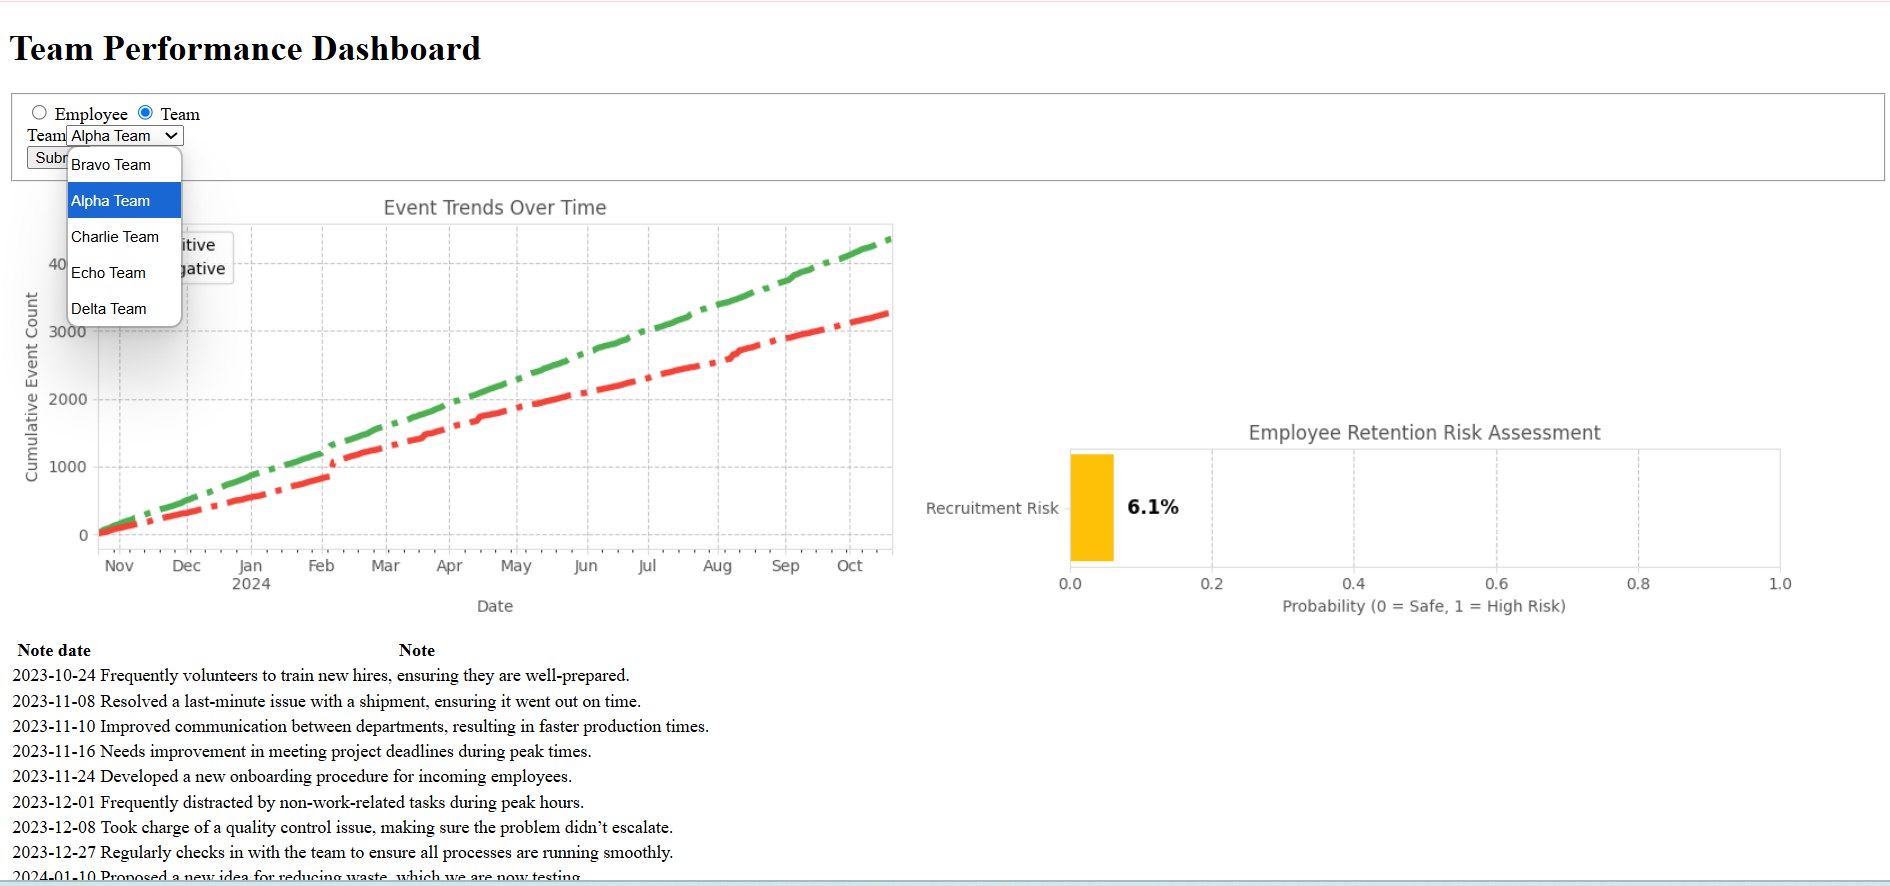 Team Performance Dashboard
Employee Team
Team Alpha Team
Bravo Team
Alpha Team
Charlie Team
Echo Team
Delta Team
Event Trends Over Time
Cumulative Event Count
3000
2000
1000
0
Nov Dec Jan Feb Mar Apr May Jun Jul Aug Sep Oct
2024
Date
Employee Retention Risk Assessment
Recruitment Risk
6.1%
0.0 0.2 0.4 0.6 0.8 1.0
Probability (0 = Safe, 1 = High Risk)
Note date Note
2023-10-24 Frequently volunteers to train new hires, ensuring they are well-prepared.
2023-11-08 Resolved a last-minute issue with a shipment, ensuring it went out on time.
2023-11-10 Improved communication between departments, resulting in faster production times.
2023-11-16 Needs improvement in meeting project deadlines during peak times.
2023-11-24 Developed a new onboarding procedure for incoming employees.
2023-12-01 Frequently distracted by non-work-related tasks during peak hours.
2023-12-08 Took charge of a quality control issue, making sure the problem didn’t escalate.
2023-12-27 Regularly checks in with the team to ensure all processes are running smoothly.
2024-01-10 Proposed a new idea for reducing waste, which we are now testing.